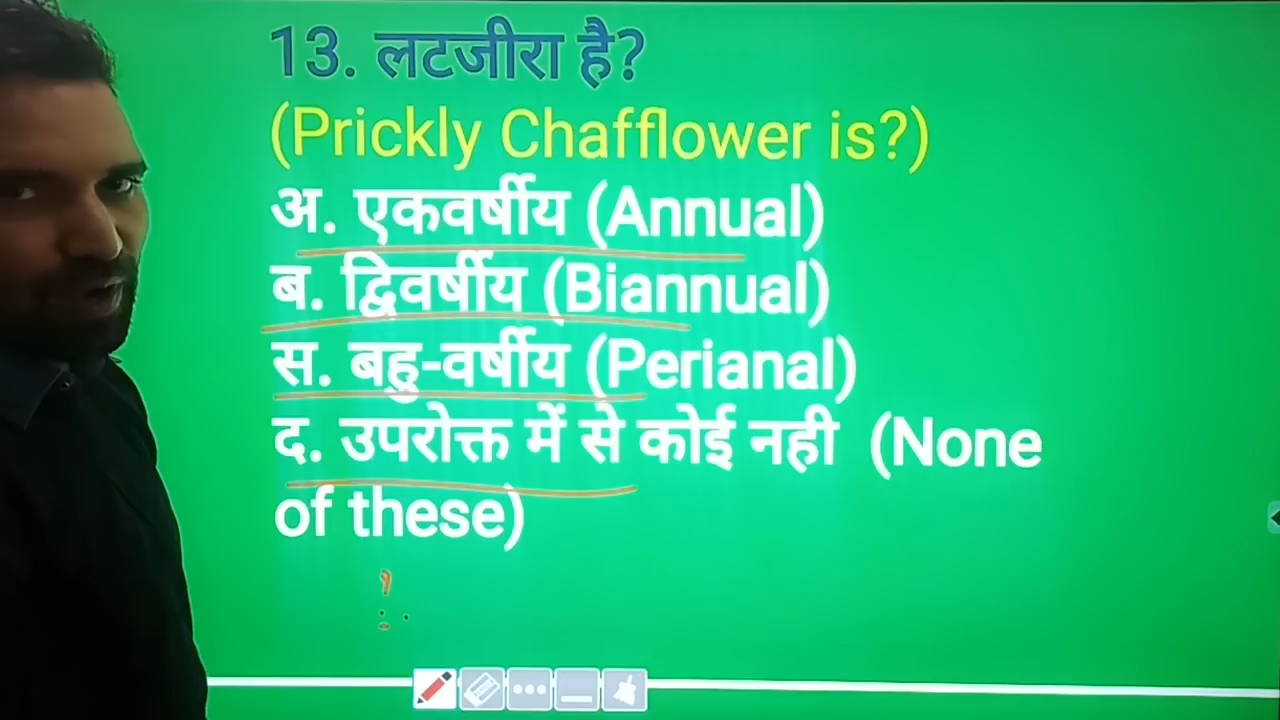 13. लटजीरा है?
(Prickly Chafflower is?)
अ. एकवर्षीय (Annual)
ब. द्विवर्षीय (Biannual)
स. बहु-वर्षीय (Perianal)
द. उपरोक्त में से कोई नही (None
of these)